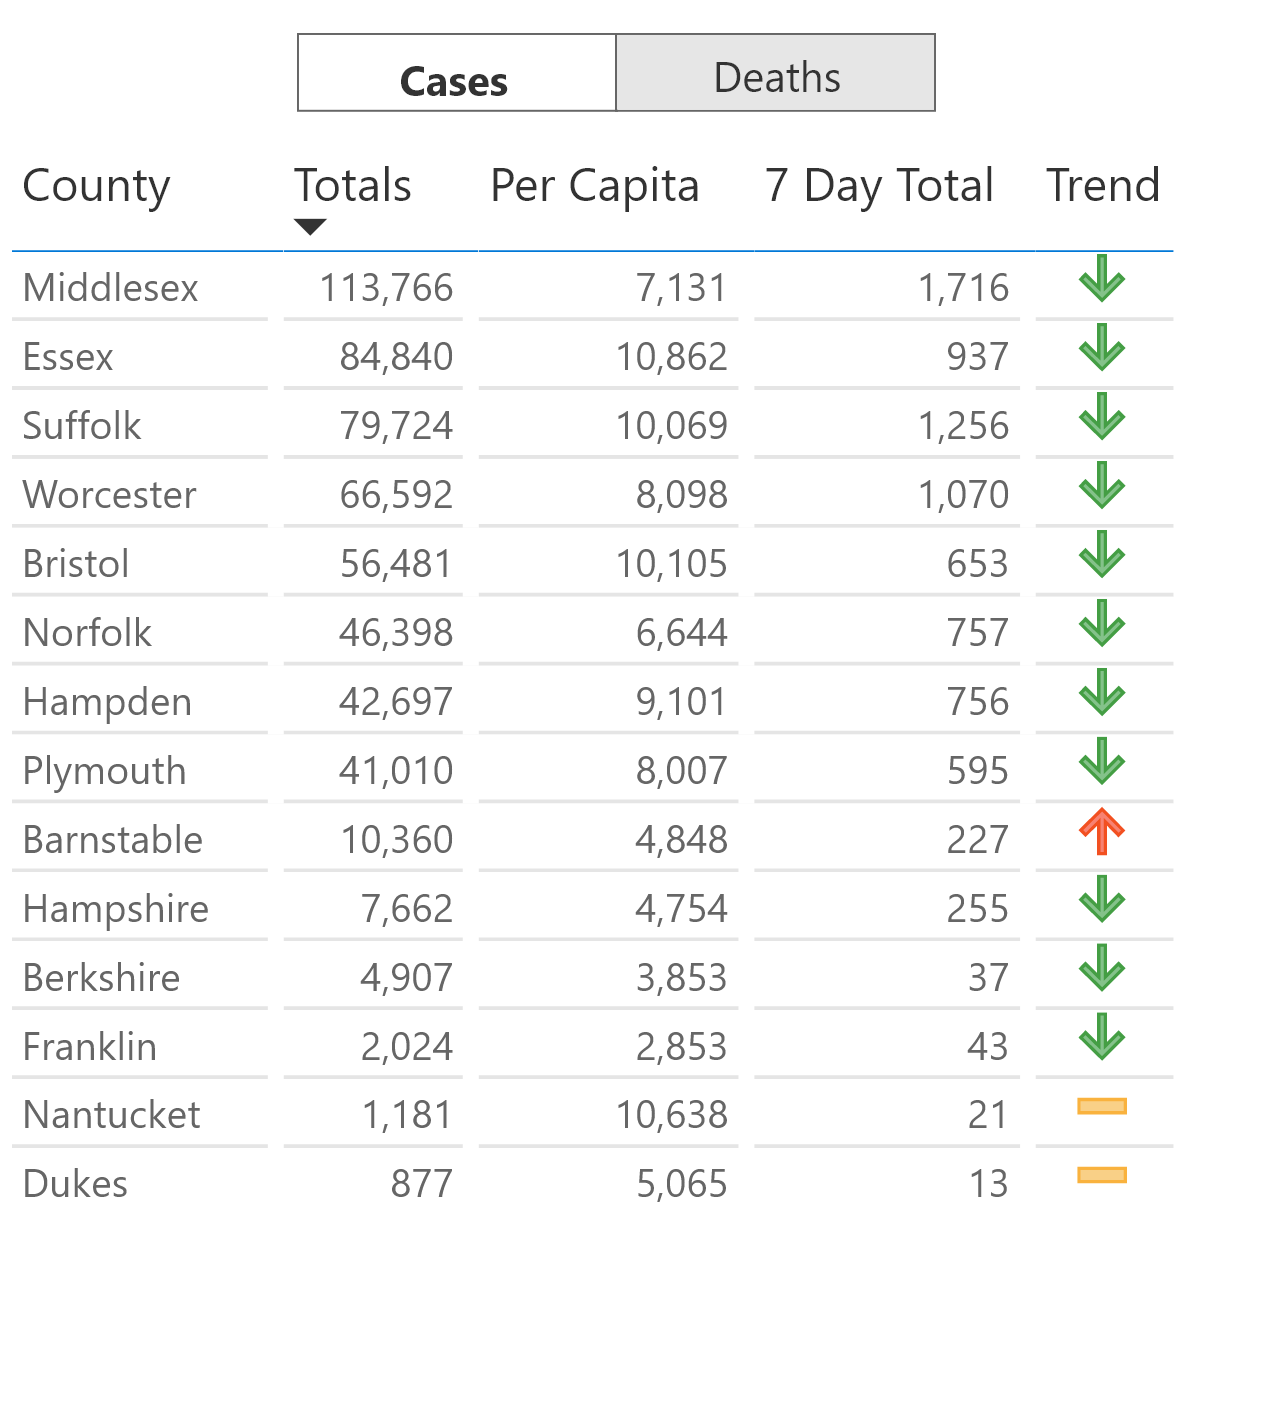 Cases Deaths
County Totals Per Capita 7 Day Total Trend
Middlesex 113,766 7,131 1,716
Essex 84,840 10,862 937
Suffolk 79,724 10,069 1,256
Worcester 66,592 8,098 1,070
Bristol 56,481 10,105 653
Norfolk 46,398 6,644 757
Hampden 42,697 9,101 756
Plymouth 41,010 8,007 595
Barnstable 10,360 4,848 227
Hampshire 7,662 4,754 255
Berkshire 4,907 3,853 37
Franklin 2,024 2,853 43
Nantucket 1,181 10,638 21
Dukes 877 5,065 13